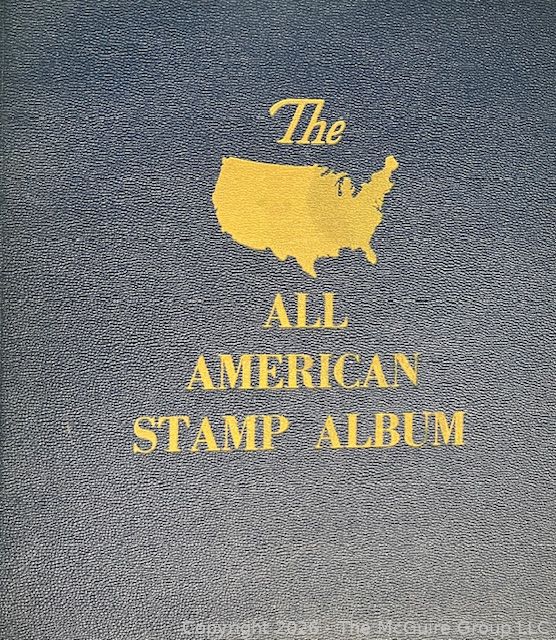 The
ALL
AMERICAN
STAMP ALBUM
Copyright 2026 - The McGuire Group LLC